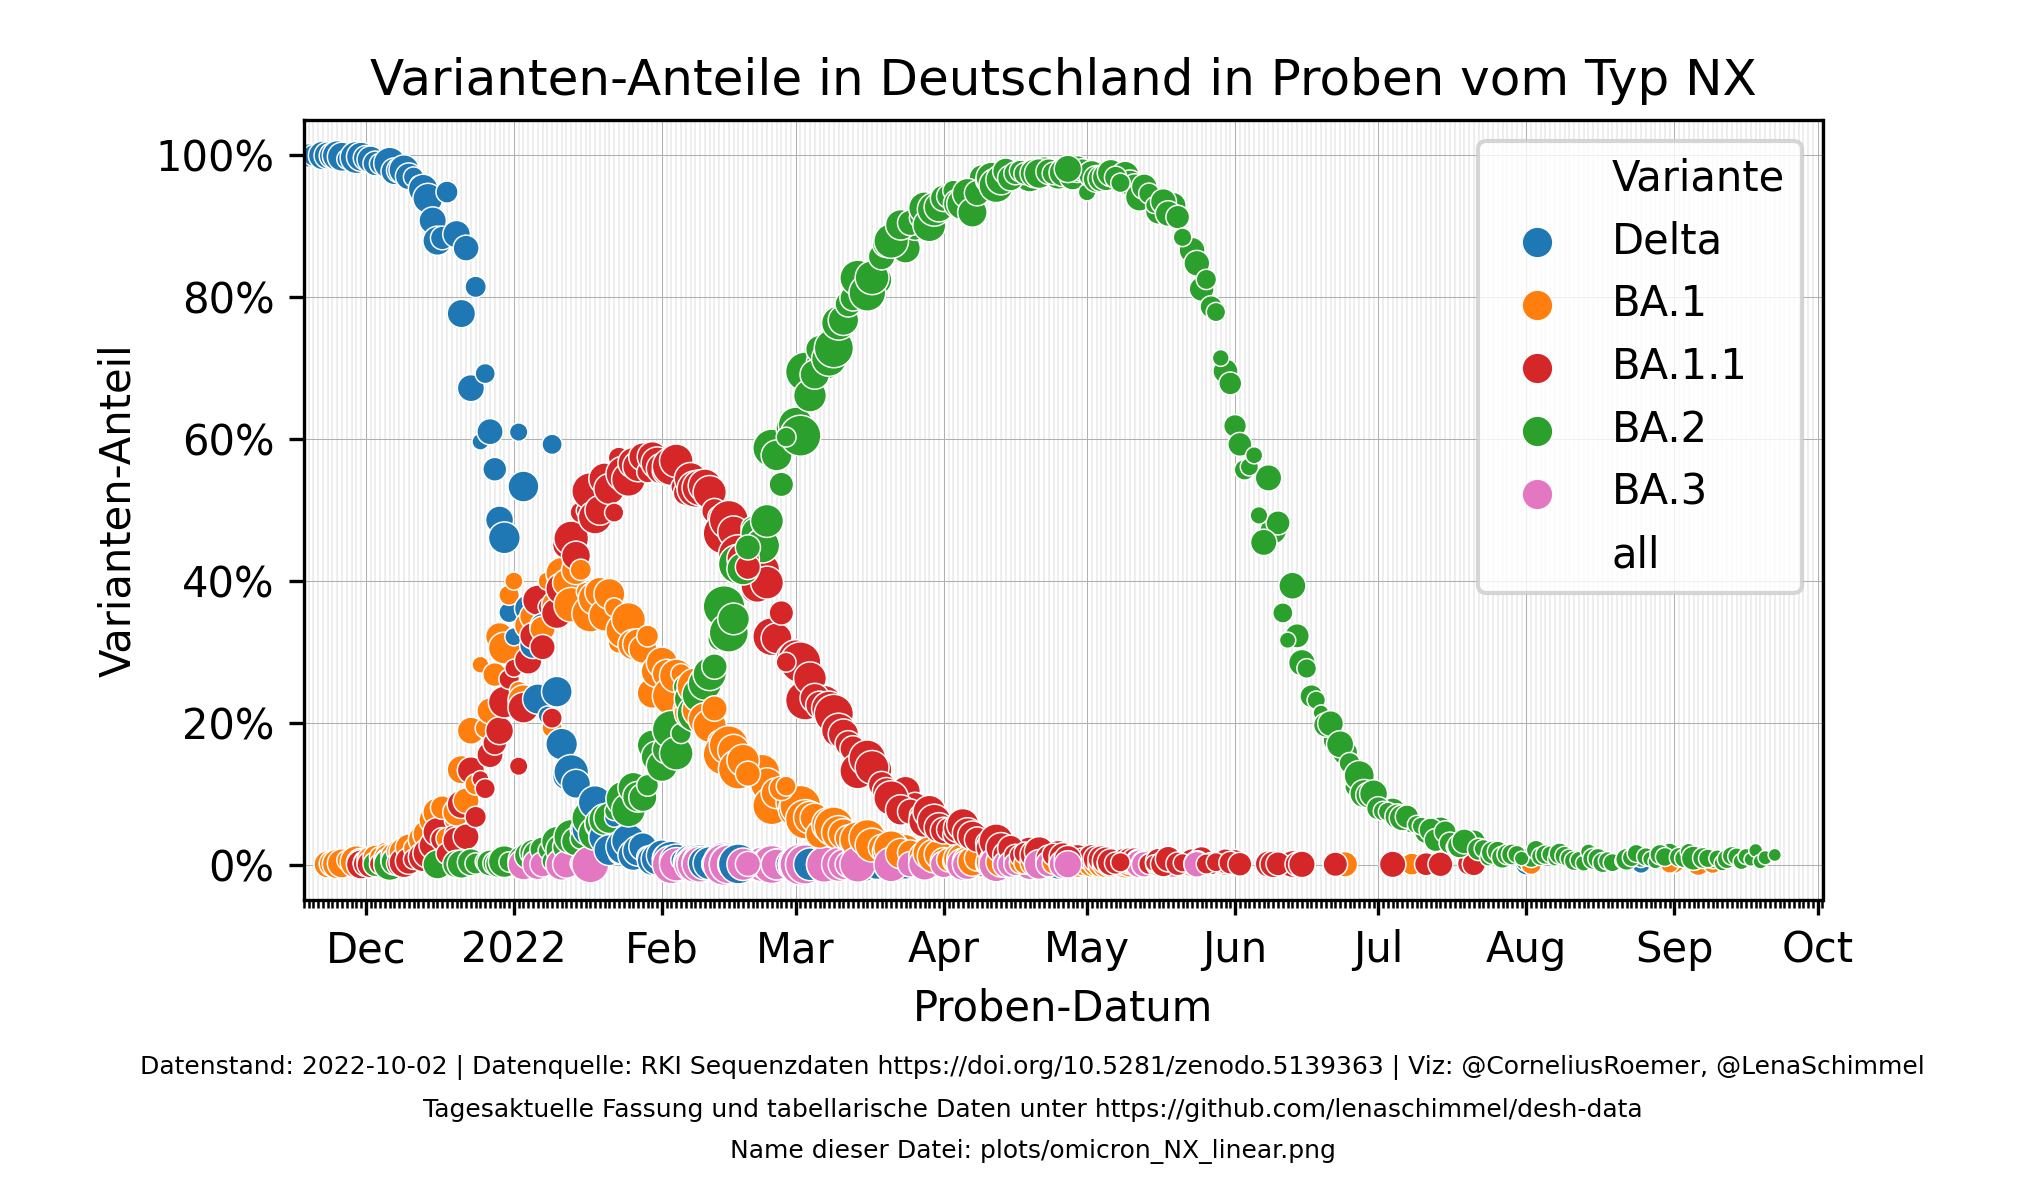 Varianten-Anteile in Deutschland in Proben vom Typ NX
Varianten-Anteil
100%
80%
60%
40%
20%
0%
Variante
Delta
BA.1
BA.1.1
BA.2
BA.3
all
Dec 2022 Feb Mar Apr May Jun Jul Aug Sep Oct
Proben-Datum
Datenstand: 2022-10-02 | Datenquelle: RKI Sequenzdaten https://doi.org/10.5281/zenodo.5139363 | Viz: @CorneliusRoemer, @LenaSchimmel
Tagesaktuelle Fassung und tabellarische Daten unter https://github.com/lenaschimmel/desh-data
Name dieser Datei: plots/omicron_NX_linear.png